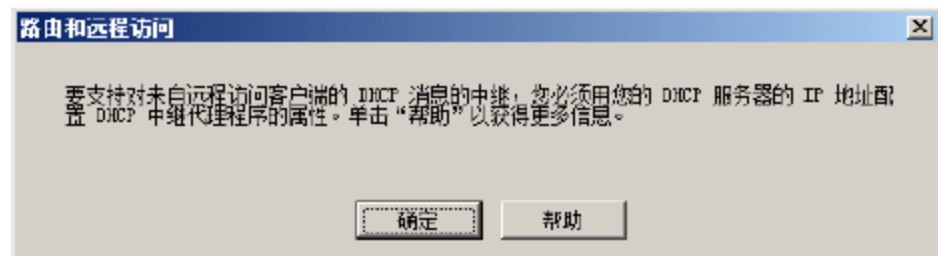 路由和远程访问
要支持对来自远程访问客户端的 DHCP 消息的中继，您必须用您的 DHCP 服务器的 IP 地址配
置 DHCP 中继代理程序的属性。单击“帮助”以获得更多信息。
确定
帮助